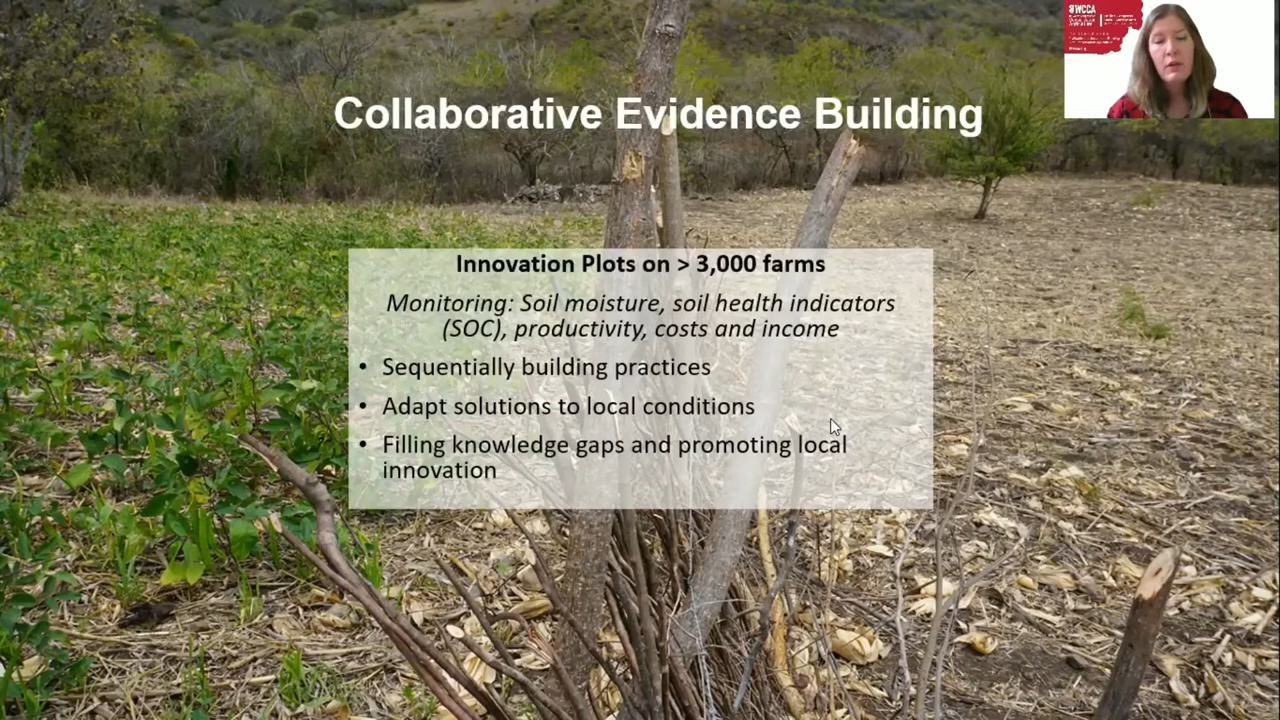 WCCA
Collaborative Evidence Building
Innovation Plots on > 3,000 farms
Monitoring: Soil moisture, soil health indicators
(SOC), productivity, costs and income
• Sequentially building practices
• Adapt solutions to local conditions
• Filling knowledge gaps and promoting local
innovation